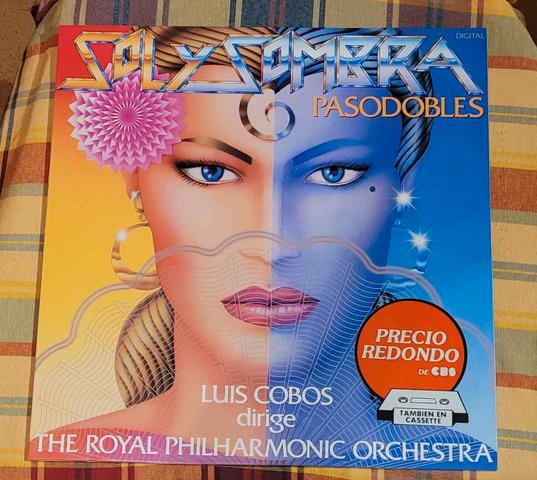 DIGITAL
SOL Y SOMBRA
PASODOBLES
PRECIO
REDONDO
DE CBS
TAMBIEN EN
CASSETTE
LUIS COBOS
dirige
THE ROYAL PHILHARMONIC ORCHESTRA